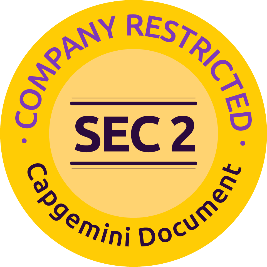 · COMPANY RESTRICTED ·
SEC 2
Capgemini Document